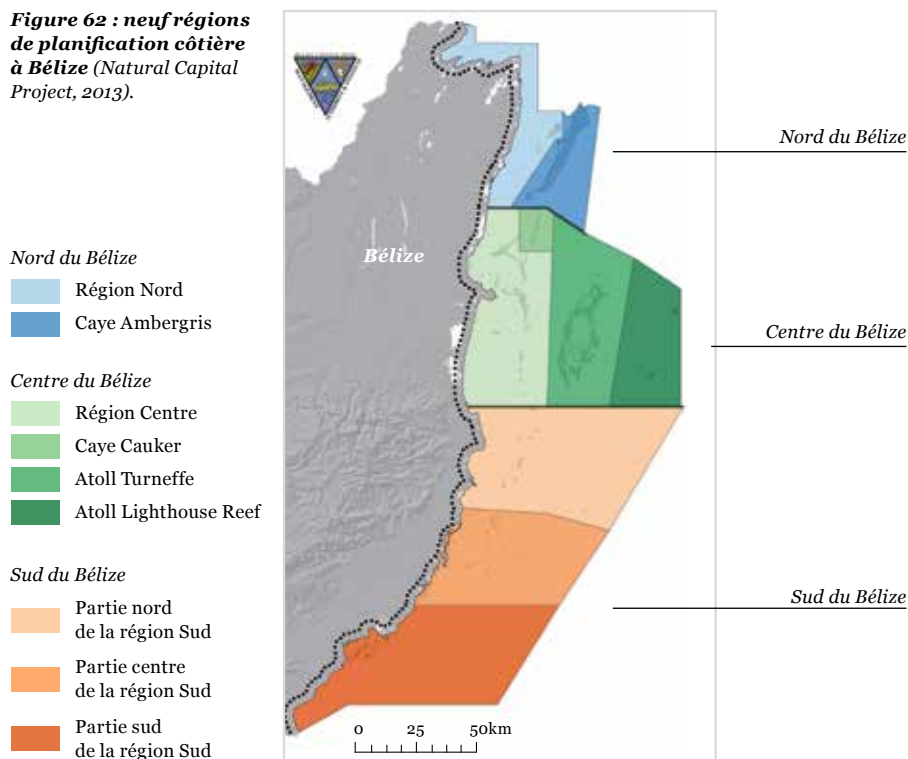 Figure 62 : neuf régions
de planification côtière
à Bélize (Natural Capital
Project, 2013).
Nord du Bélize
Région Nord
Caye Ambergris
Centre du Bélize
Région Centre
Caye Cauker
Atoll Turneffe
Atoll Lighthouse Reef
Sud du Bélize
Partie nord
de la région Sud
Partie centre
de la région Sud
Partie sud
de la région Sud
Bélize
0 25 50km
Nord du Bélize
Centre du Bélize
Sud du Bélize